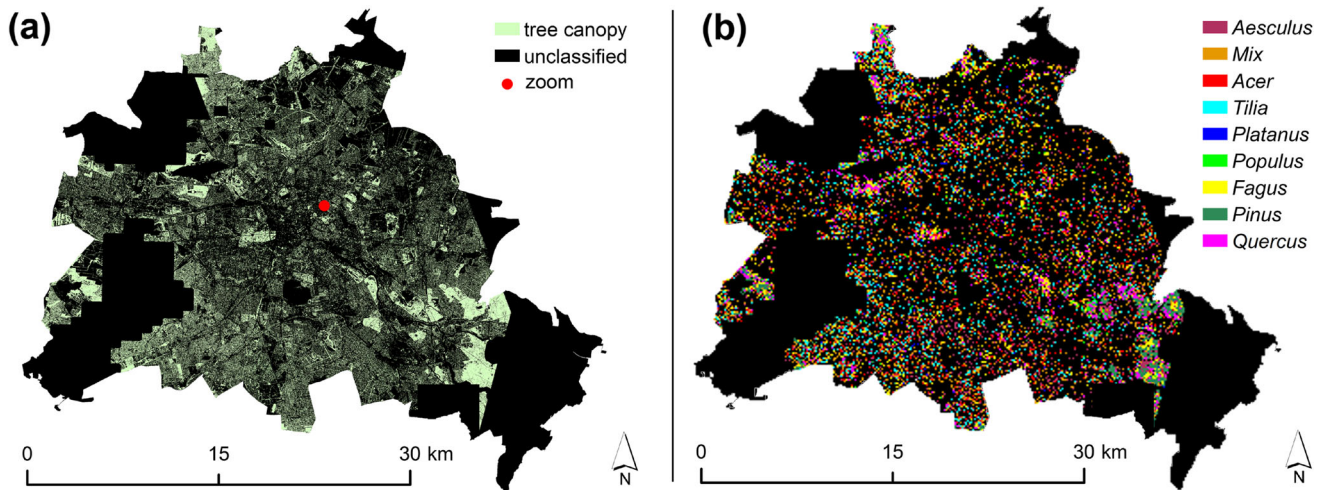 (a)
tree canopy
unclassified
zoom
0 15 30 km
N
(b)
Aesculus
Mix
Acer
Tilia
Platanus
Populus
Fagus
Pinus
Quercus
0 15 30 km
N